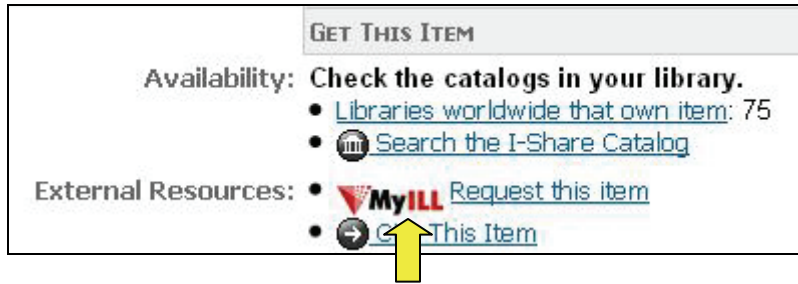 GET THIS ITEM
Availability: Check the catalogs in your library.
• Libraries worldwide that own item: 75
• Search the I-Share Catalog
External Resources: • MyILL Request this item
• This Item